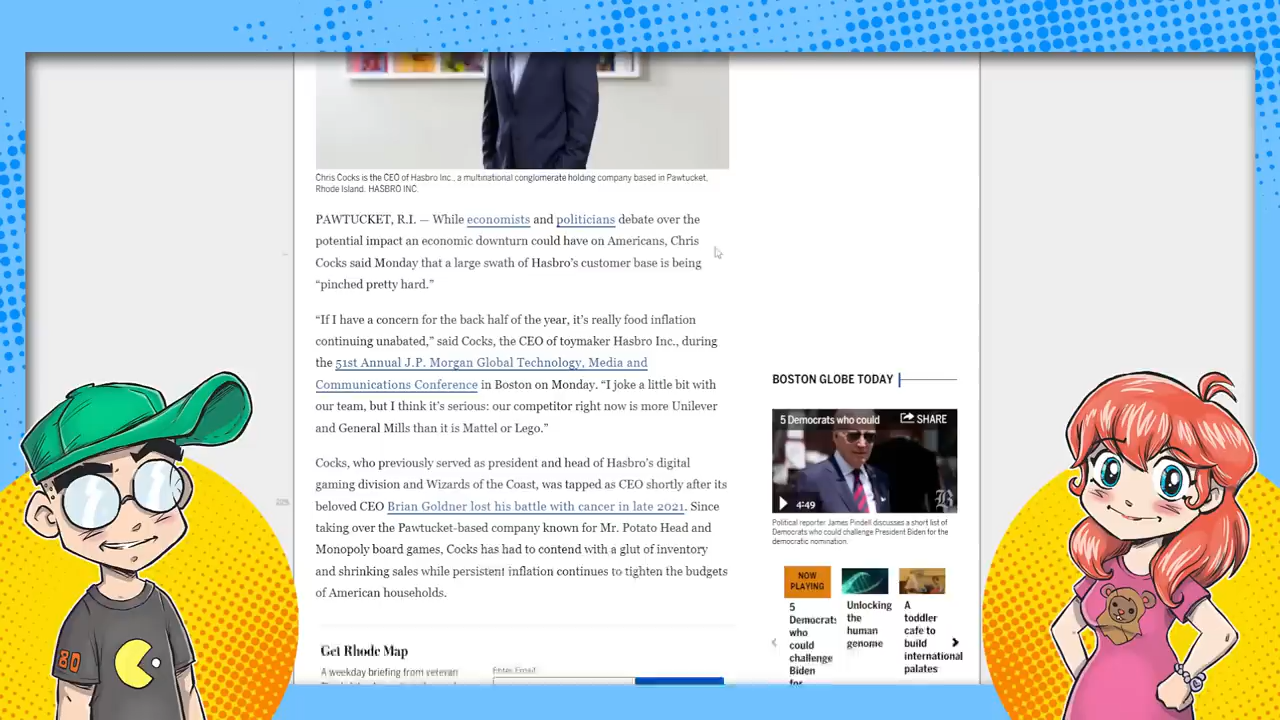 Chris Cocks is the CEO of Hasbro Inc., a multinational conglomerate holding company based in Pawtucket,
Rhode Island. HASBRO INC.
PAWTUCKET, R.I. — While economists and politicians debate over the
potential impact an economic downturn could have on Americans, Chris
Cocks said Monday that a large swath of Hasbro's customer base is being
“pinched pretty hard.”
“If I have a concern for the back half of the year, it's really food inflation
continuing unabated,” said Cocks, the CEO of toymaker Hasbro Inc., during
the 51st Annual J.P. Morgan Global Technology, Media and
Communications Conference in Boston on Monday. “I joke a little bit with
our team, but I think it's serious: our competitor right now is more Unilever
and General Mills than it is Mattel or Lego.”
Cocks, who previously served as president and head of Hasbro's digital
gaming division and Wizards of the Coast, was tapped as CEO shortly after its
beloved CEO Brian Goldner lost his battle with cancer in late 2021. Since
taking over the Pawtucket-based company known for Mr. Potato Head and
Monopoly board games, Cocks has had to contend with a glut of inventory
and shrinking sales while persistent inflation continues to tighten the budgets
of American households.
Get Rhode Map
A weekday briefing from veteran
Enter Email
BOSTON GLOBE TODAY
5 Democrats who could
SHARE
4:49
B
Political reporter James Pindell discusses a short list of
Democrats who could challenge President Biden for the
democratic nomination.
NOW
PLAYING
5
Democrats
who
could
challenge
Biden
for
Unlocking
the
human
genome
A
toddler
cafe to
build
international
palates
80